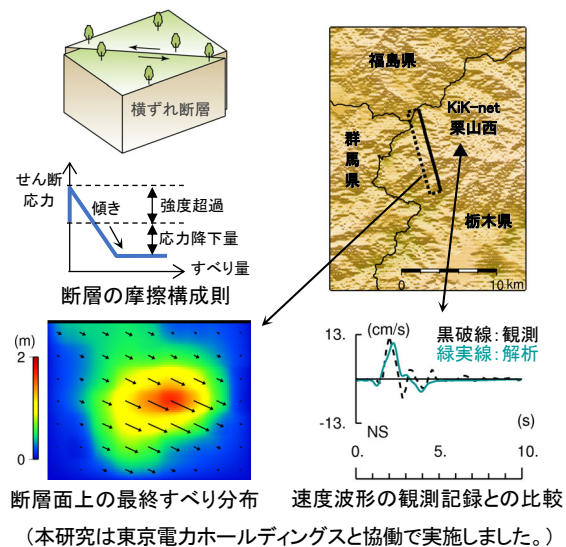 横ずれ断層
せん断
応力
傾き
強度超過
応力降下量
すべり量
断層の摩擦構成則
福島県
KiK-net
栗山西
群馬県
栃木県
0 10 km
(m)
2
0
断層面上の最終すべり分布
13.
(cm/s)
黒破線:観測
緑実線:解析
-13.
NS
(s)
0. 5. 10.
速度波形の観測記録との比較
(本研究は東京電力ホールディングスと協働で実施しました。)